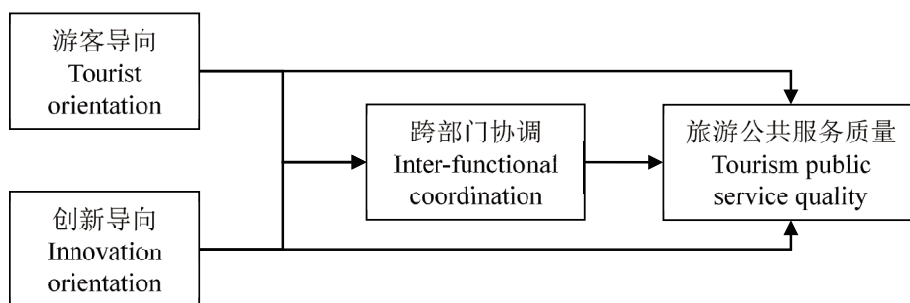 游客导向
Tourist
orientation
跨部门协调
Inter-functional
coordination
旅游公共服务质量
Tourism public
service quality
创新导向
Innovation
orientation